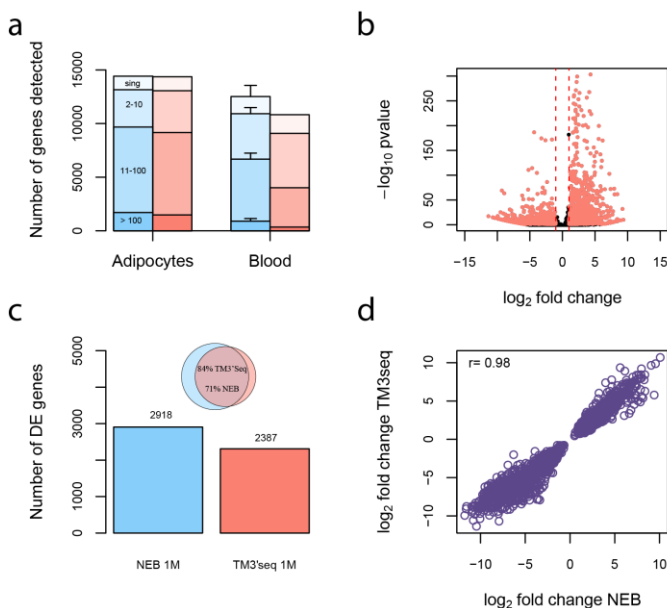 a
Number of genes detected
15000
10000
5000
0
sing
2-10
11-100
> 100
Adipocytes
Blood
b
−log10 pvalue
250
150
50
0
−15
−5
0
5
10
15
log2 fold change
c
Number of DE genes
5000
3000
1000
0
84% TM3'Seq
71% NEB
2918
2387
NEB 1M
TM3'seq 1M
d
log2 fold change TM3seq
10
5
0
−5
−10
r= 0.98
−10
−5
0
5
10
log2 fold change NEB